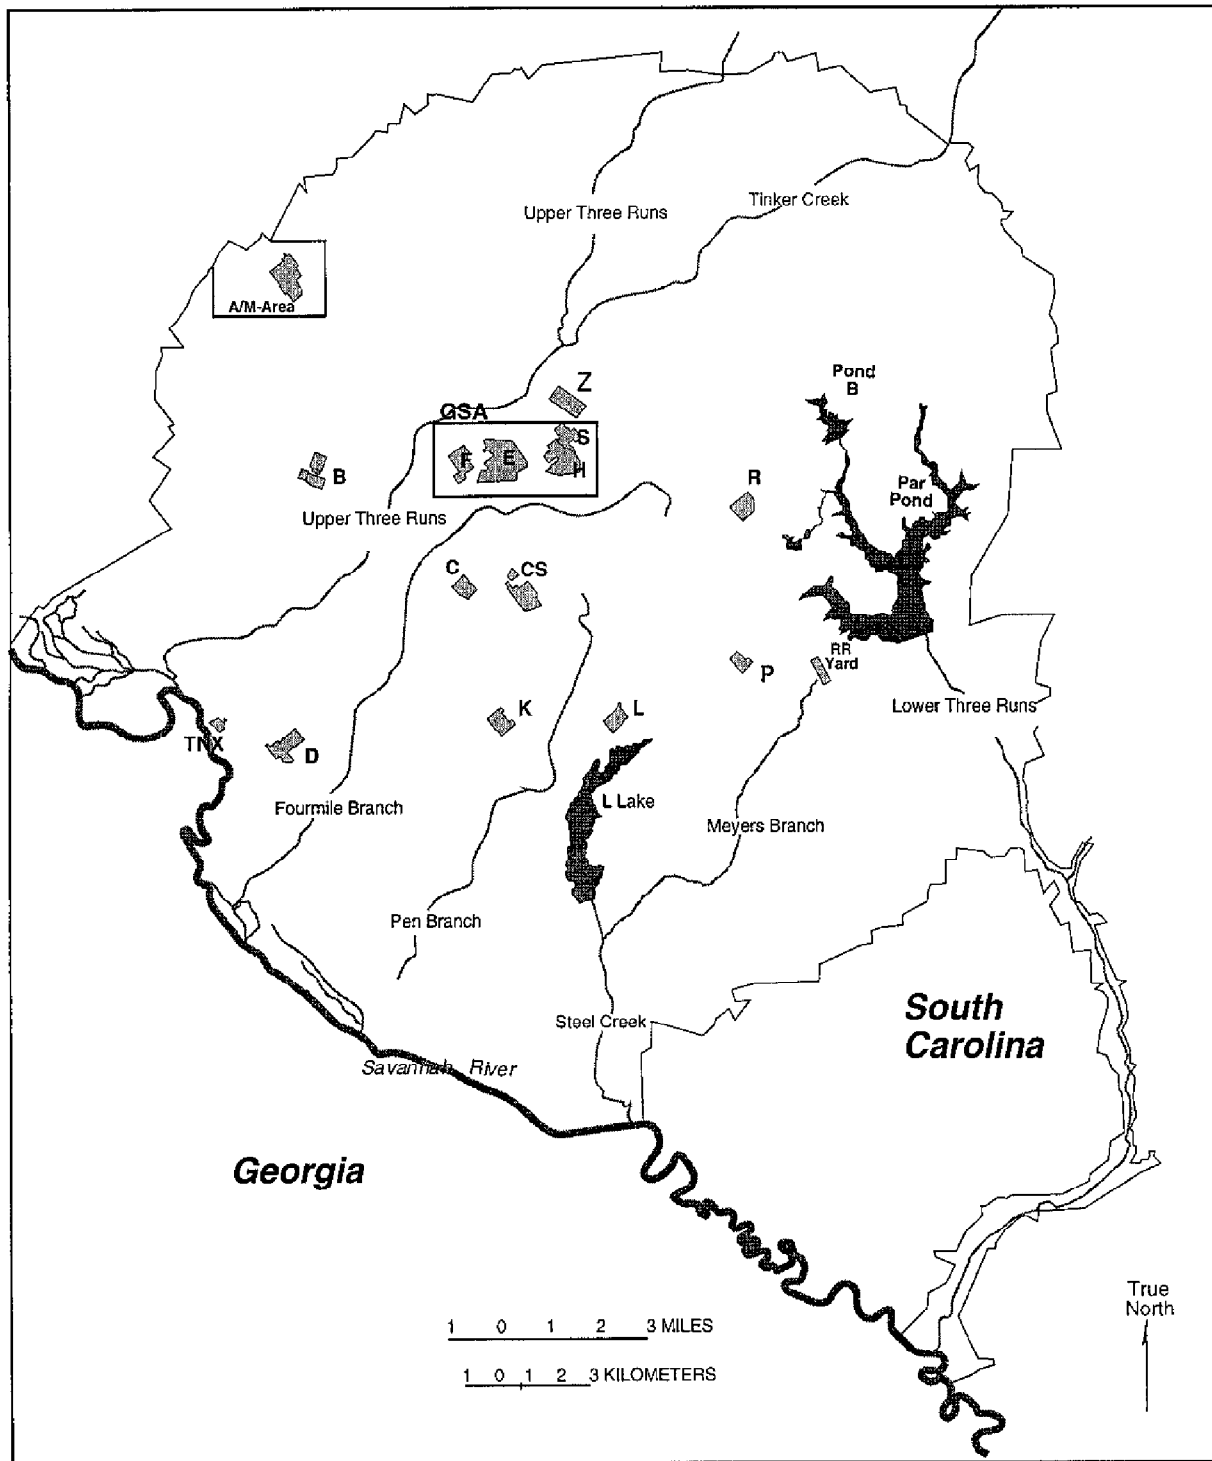 Tinker Creek
Upper Three Runs
A/M-Area
Pond
B
Z
GSA
S
F
E
H
B
R
Par
Pond
Upper Three Runs
C
CS
RR
Yard
P
Lower Three Runs
K
L
TNX
D
L Lake
Fourmile Branch
Meyers Branch
Pen Branch
South
Carolina
Steel Creek
Savannah River
Georgia
True
North
1 0 1 2 3 MILES
1 0 1 2 3 KILOMETERS